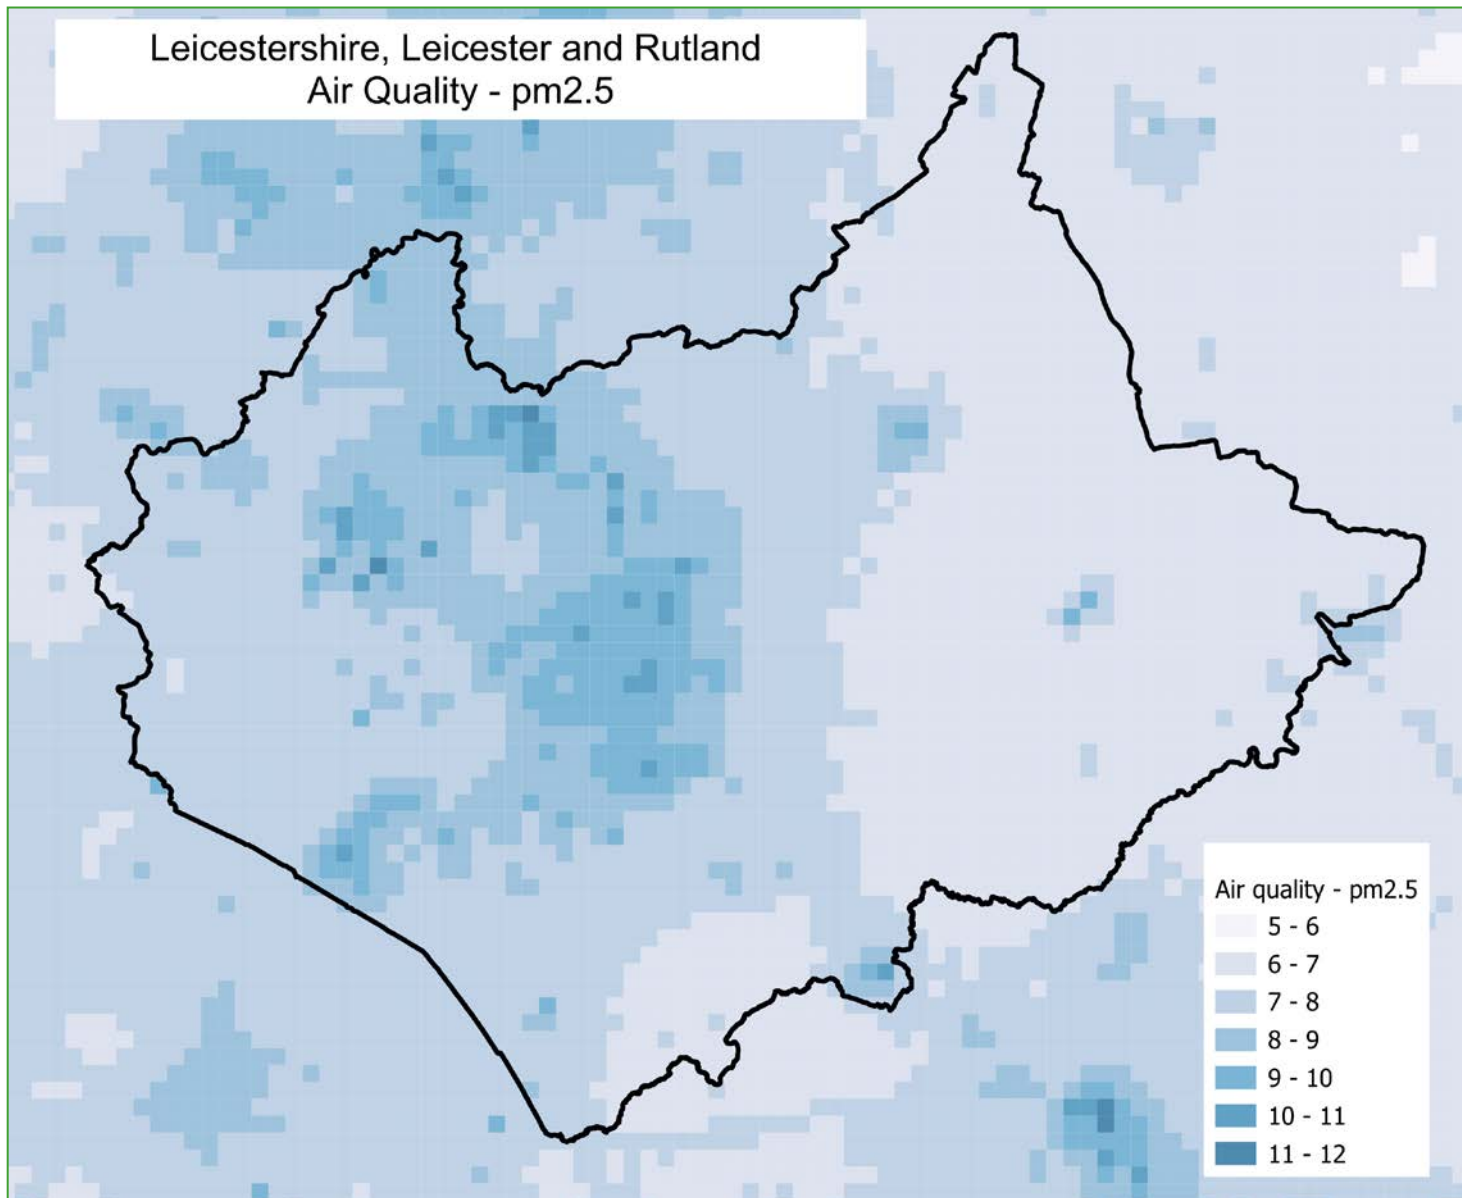 Leicestershire, Leicester and Rutland
Air Quality - pm2.5
Air quality - pm2.5
5 - 6
6 - 7
7 - 8
8 - 9
9 - 10
10 - 11
11 - 12